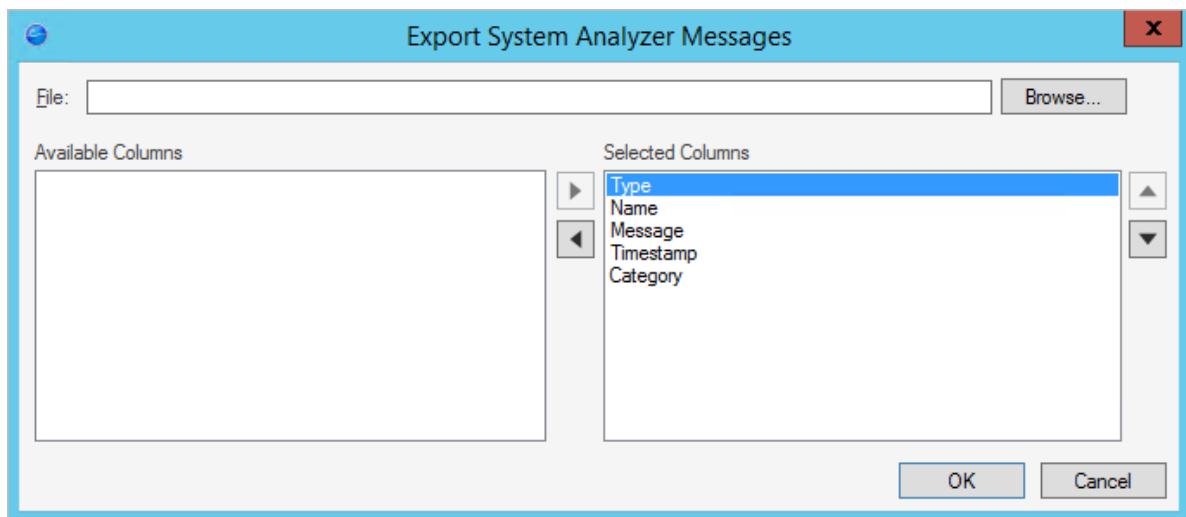 Export System Analyzer Messages
x
File:
Browse...
Available Columns
Selected Columns
Type
Name
Message
Timestamp
Category
OK
Cancel